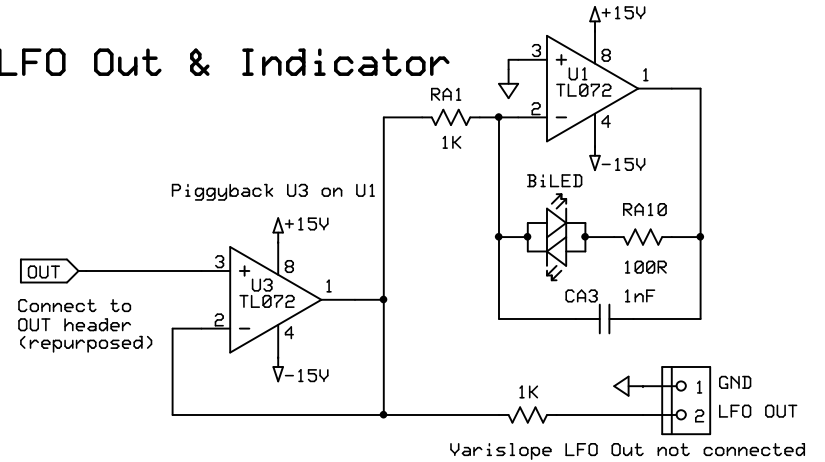 LFO Out & Indicator
+15V
3
+
8
U1
TL072
1
RA1
1K
2
−
4
-15V
BiLED
Piggyback U3 on U1
+15V
RA10
100R
OUT
3
+
8
U3
TL072
1
CA3 1nF
Connect to
OUT header
(repurposed)
2
−
4
-15V
1K
1 GND
2 LFO OUT
Varislope LFO Out not connected